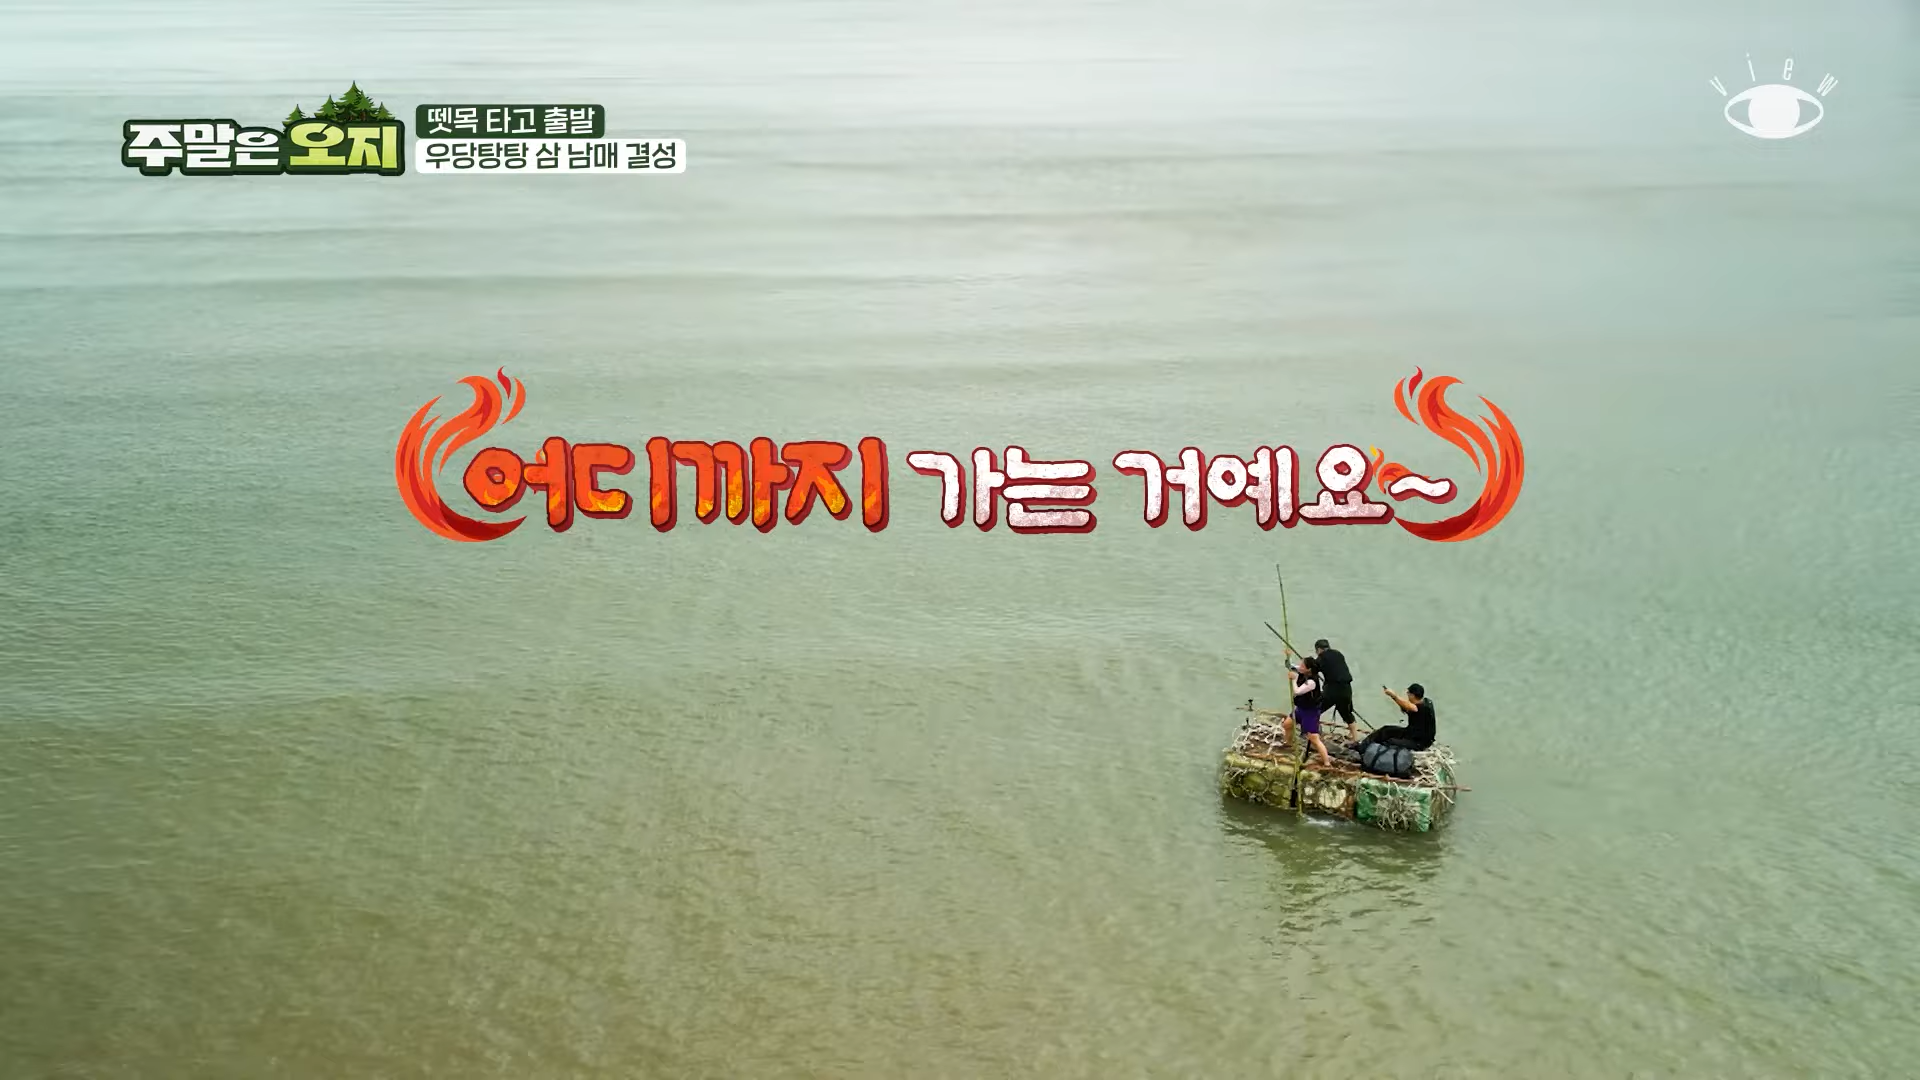 view
주말은 오지
뗏목 타고 출발
우당탕탕 삼 남매 결성
어디까지 가는 거예요~